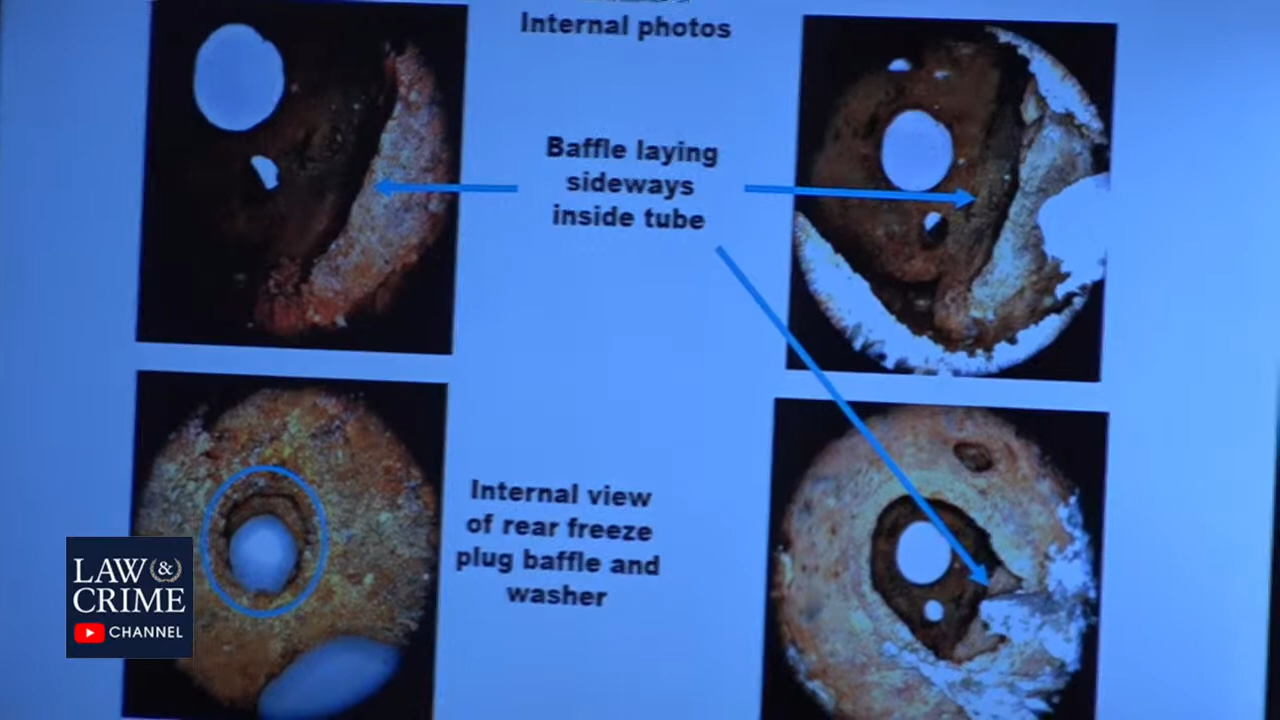 Internal photos
Baffle laying
sideways
inside tube
Internal view
of rear freeze
plug baffle and
washer
LAW &
CRIME
CHANNEL